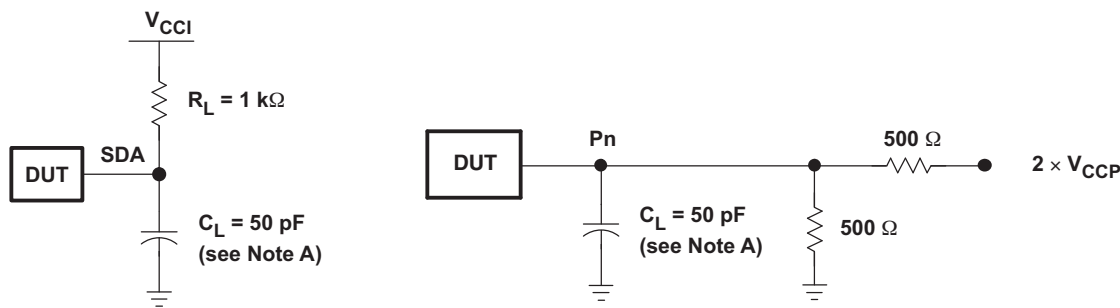 V_CCI
R_L = 1 kΩ
SDA
DUT
C_L = 50 pF
(see Note A)
DUT
Pn
500 Ω
2 × V_CCP
C_L = 50 pF
(see Note A)
500 Ω